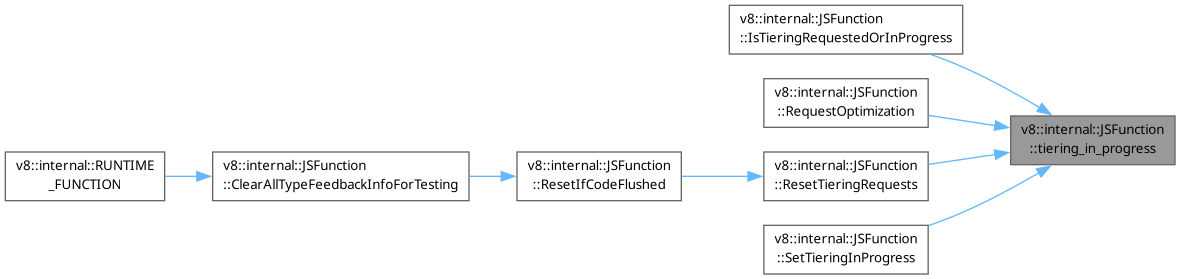 v8::internal::JSFunction
::IsTieringRequestedOrInProgress
v8::internal::JSFunction
::RequestOptimization
v8::internal::JSFunction
::tiering_in_progress
v8::internal::RUNTIME
_FUNCTION
v8::internal::JSFunction
::ClearAllTypeFeedbackInfoForTesting
v8::internal::JSFunction
::ResetIfCodeFlushed
v8::internal::JSFunction
::ResetTieringRequests
v8::internal::JSFunction
::SetTieringInProgress